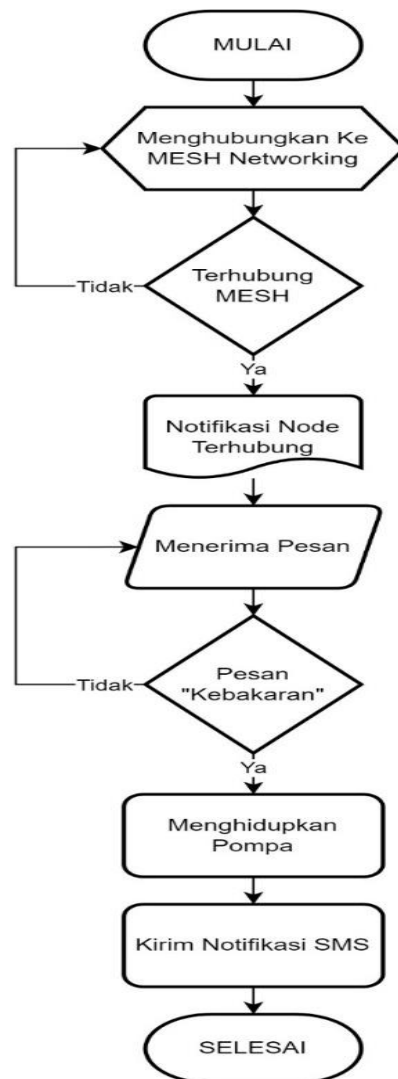 MULAI
Menghubungkan Ke
MESH Networking
Terhubung
MESH
Tidak
Ya
Notifikasi Node
Terhubung
Menerima Pesan
Pesan
"Kebakaran"
Tidak
Ya
Menghidupkan
Pompa
Kirim Notifikasi SMS
SELESAI